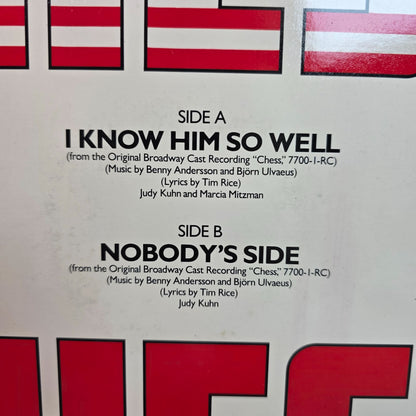 SIDE A
I KNOW HIM SO WELL
(from the Original Broadway Cast Recording "Chess," 7700-1-RC)
(Music by Benny Andersson and Björn Ulvaeus)
(Lyrics by Tim Rice)
Judy Kuhn and Marcia Mitzman
SIDE B
NOBODY'S SIDE
(from the Original Broadway Cast Recording "Chess," 7700-1-RC)
(Music by Benny Andersson and Björn Ulvaeus)
(Lyrics by Tim Rice)
Judy Kuhn